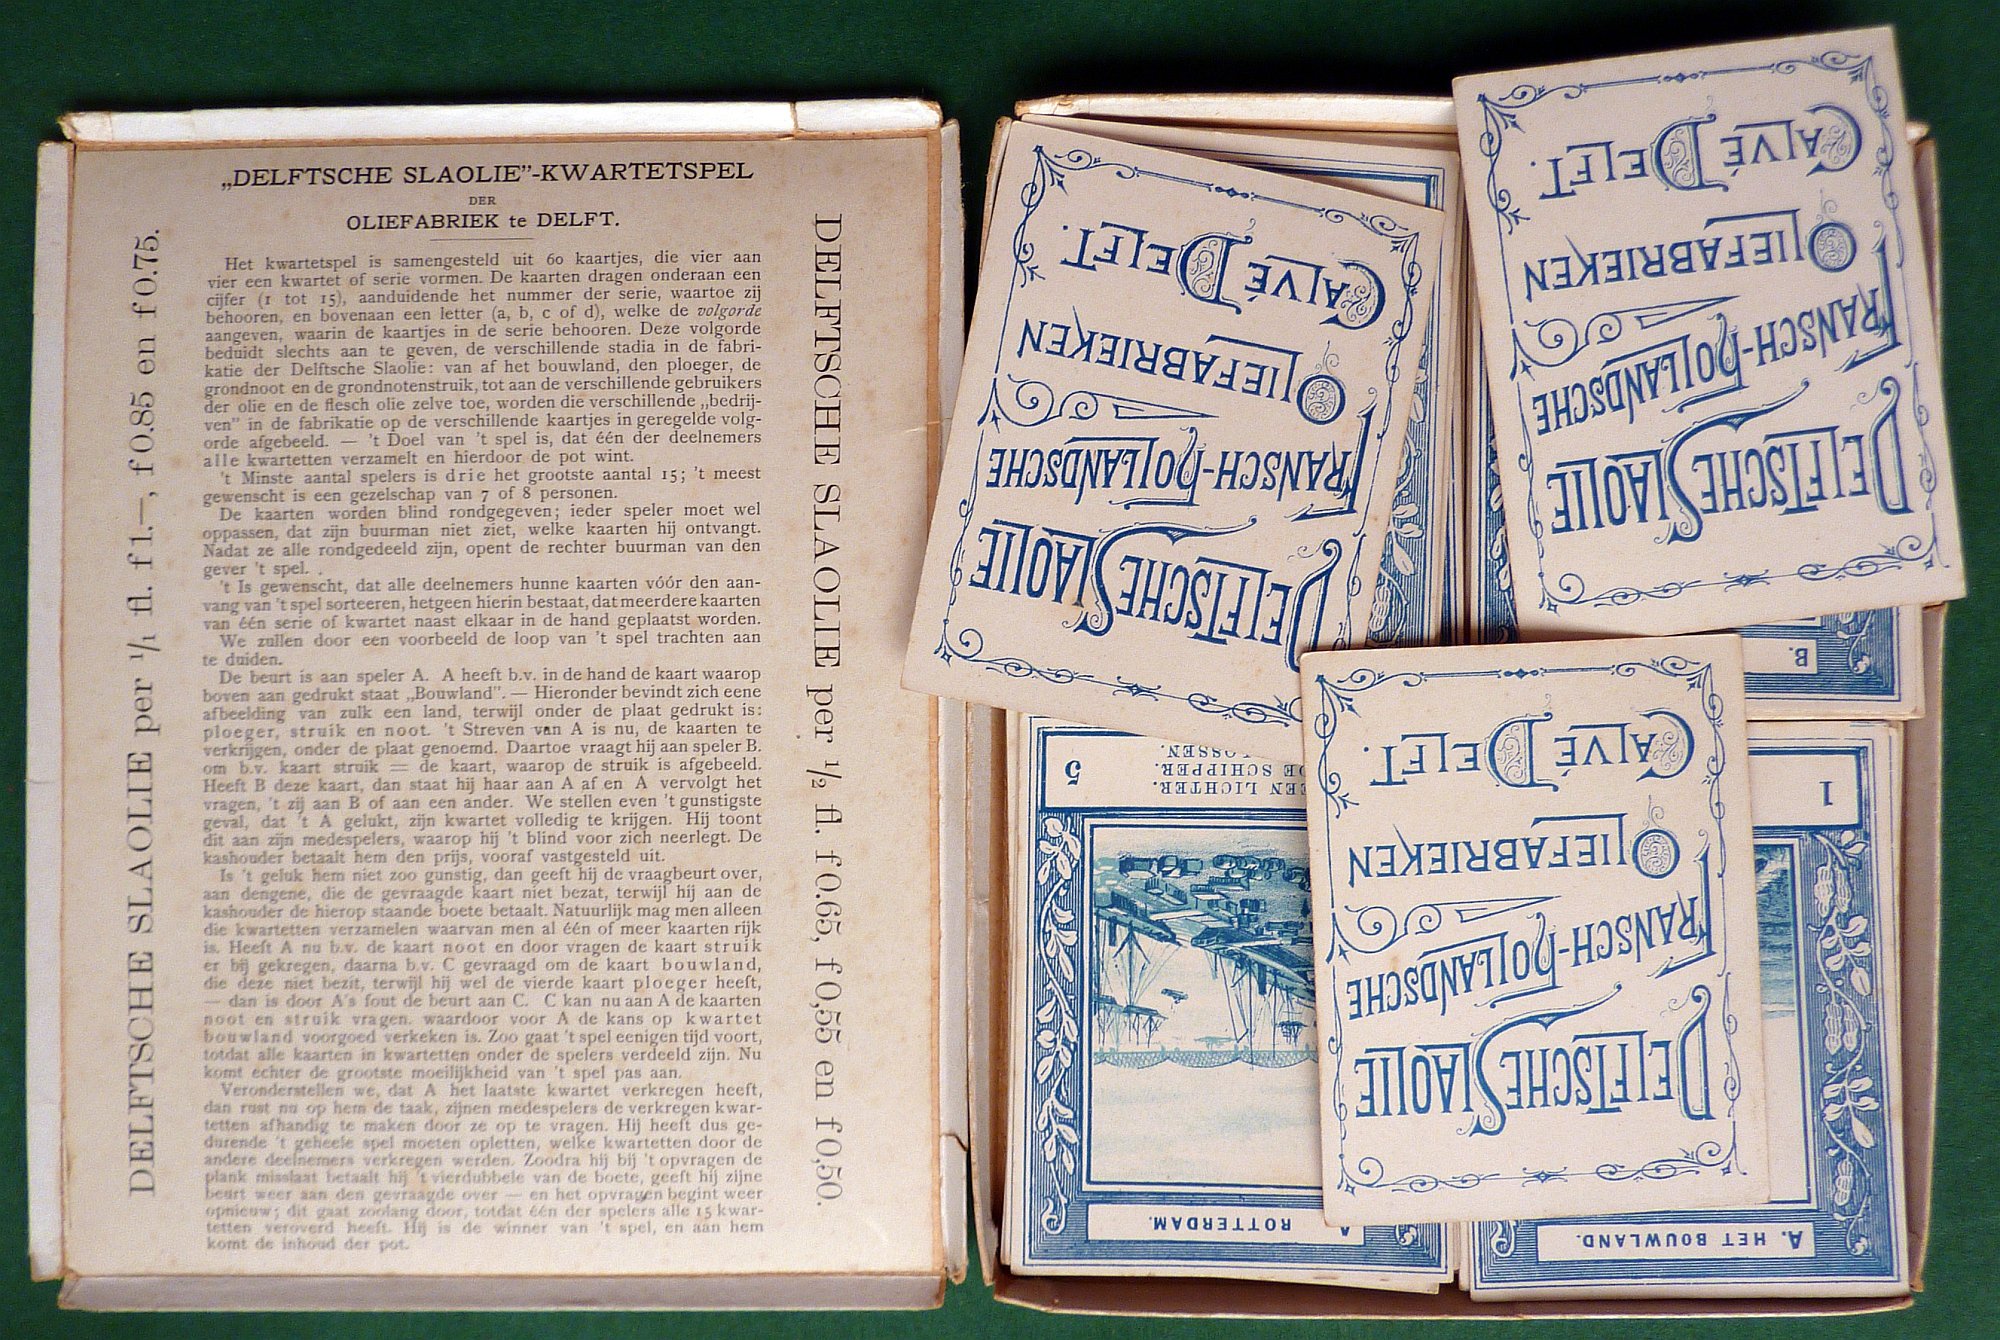 „DELFTSCHE SLAOLIE”-KWARTETSPEL
DER
OLIEFABRIEK te DELFT.
Het kwartetspel is samengesteld uit 60 kaartjes, die vier aan
vier een kwartet of serie vormen. De kaarten dragen onderaan een
cijfer (1 tot 15), aanduidende het nummer der serie, waartoe zij
behooren, en bovenaan een letter (a, b, c of d), welke de volgorde
aangeven, waarin de kaartjes in de serie behooren. Deze volgorde
beduidt slechts aan te geven, de verschillende stadia in de fabri-
katie der Delftsche Slaolie: van af het bouwland, den ploeger, de
grondnoot en de grondnotenstruik, tot aan de verschillende gebruikers
der olie en de flesch olie zelve toe, worden die verschillende „bedrij-
ven” in de fabrikatie op de verschillende kaartjes in geregelde volg-
orde afgebeeld. — 't Doel van 't spel is, dat één der deelnemers
alle kwartetten verzamelt en hierdoor de pot wint.
't Minste aantal spelers is drie het grootste aantal 15; 't meest
gewenscht is een gezelschap van 7 of 8 personen.
De kaarten worden blind rondgegeven; ieder speler moet wel
oppassen, dat zijn buurman niet ziet, welke kaarten hij ontvangt.
Nadat ze alle rondgedeeld zijn, opent de rechter buurman van den
gever 't spel. .
't Is gewenscht, dat alle deelnemers hunne kaarten vóór den aan-
vang van 't spel sorteeren, hetgeen hierin bestaat, dat meerdere kaarten
van één serie of kwartet naast elkaar in de hand geplaatst worden.
We zullen door een voorbeeld de loop van 't spel trachten aan
te duiden.
De beurt is aan speler A. A heeft b.v. in de hand de kaart waarop
boven aan gedrukt staat „Bouwland”. — Hieronder bevindt zich eene
afbeelding van zulk een land, terwijl onder de plaat gedrukt is:
ploeger, struik en noot. 't Streven van A is nu, de kaarten te
verkrijgen, onder de plaat genoemd. Daartoe vraagt hij aan speler B.
om b.v. kaart struik = de kaart, waarop de struik is afgebeeld.
Heeft B deze kaart, dan staat hij haar aan A af en A vervolgt het
vragen, 't zij aan B of aan een ander. We stellen even 't gunstigste
geval, dat 't A gelukt, zijn kwartet volledig te krijgen. Hij toont
dit aan zijn medespelers, waarop hij 't blind voor zich neerlegt. De
kashouder betaalt hem den prijs, vooraf vastgesteld uit.
Is 't geluk hem niet zoo gunstig, dan geeft hij de vraagbeurt over,
aan dengene, die de gevraagde kaart niet bezat, terwijl hij aan de
kashouder de hierop staande boete betaalt. Natuurlijk mag men alleen
die kwartetten verzamelen waarvan men al één of meer kaarten rijk
is. Heeft A nu b.v. de kaart noot en door vragen de kaart struik
er bij gekregen, daarna b.v. C gevraagd om de kaart bouwland,
die deze niet bezit, terwijl hij wel de vierde kaart ploeger heeft,
— dan is door A's fout de beurt aan C. C kan nu aan A de kaarten
noot en struik vragen. waardoor voor A de kans op kwartet
bouwland voorgoed verkeken is. Zoo gaat 't spel eenigen tijd voort,
totdat alle kaarten in kwartetten onder de spelers verdeeld zijn. Nu
komt echter de grootste moeilijkheid van 't spel pas aan.
Veronderstellen we, dat A het laatste kwartet verkregen heeft,
dan rust nu op hem de taak, zijnen medespelers de verkregen kwar-
tetten afhandig te maken door ze op te vragen. Hij heeft dus ge-
durende 't geheele spel moeten opletten, welke kwartetten door de
andere deelnemers verkregen werden. Zoodra hij bij 't opvragen de
plank misslaat betaalt hij 't vierdubbele van de boete, geeft hij zijne
beurt weer aan den gevraagde over — en het opvragen begint weer
opnieuw; dit gaat zoolang door, totdat één der spelers alle 15 kwar-
tetten veroverd heeft. Hij is de winner van 't spel, en aan hem
komt de inhoud der pot.
DELFTSCHE SLAOLIE per 1/1 fl. f 1.—, f 0.85 en f 0.75.
DELFTSCHE SLAOLIE per 1/2 fl. f 0.65, f 0,55 en f 0,50.
DELFTSCHE SLAOLIE
FRANSCH-HOLLANDSCHE
OLIEFABRIEKEN
CALVÉ DELFT.
DELFTSCHE SLAOLIE
FRANSCH-HOLLANDSCHE
OLIEFABRIEKEN
CALVÉ DELFT.
DELFTSCHE SLAOLIE
FRANSCH-HOLLANDSCHE
OLIEFABRIEKEN
CALVÉ DELFT.
B.
A. ROTTERDAM.
EEN LICHTER.
DE SCHIPPER.
LOSSEN.
5
A. HET BOUWLAND.
1